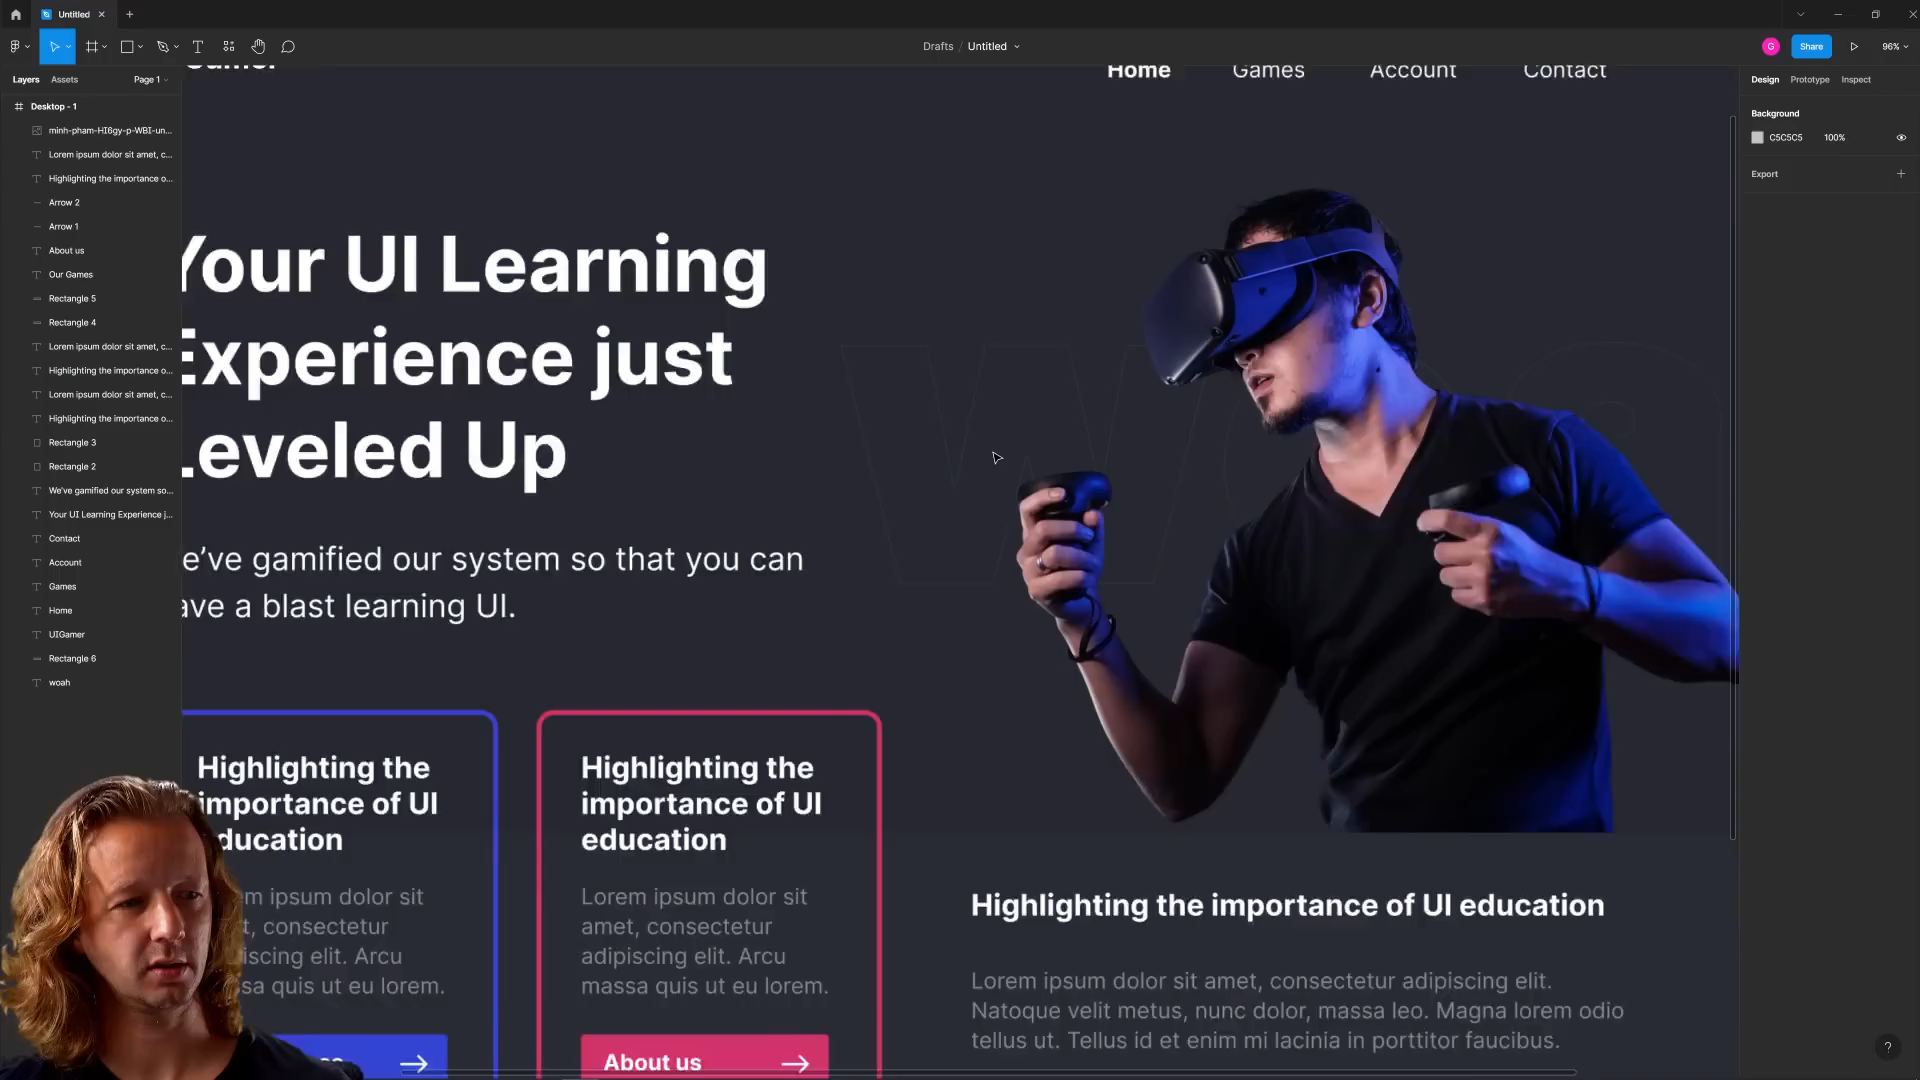 Untitled
Drafts / Untitled
G
Share
96%
Layers
Assets
Page 1
Design
Prototype
Inspect
Desktop - 1
minh-pham-HI6gy-p-WBI-un...
Lorem ipsum dolor sit amet, c...
Highlighting the importance o...
Arrow 2
Arrow 1
About us
Our Games
Rectangle 5
Rectangle 4
Lorem ipsum dolor sit amet, c...
Highlighting the importance o...
Lorem ipsum dolor sit amet, c...
Highlighting the importance o...
Rectangle 3
Rectangle 2
We've gamified our system so...
Your UI Learning Experience j...
Contact
Account
Games
Home
UIGamer
Rectangle 6
woah
Home
Games
Account
Contact
Your UI Learning
Experience just
Leveled Up
e've gamified our system so that you can
ave a blast learning UI.
Highlighting the
importance of UI
ducation
em ipsum dolor sit
t, consectetur
piscing elit. Arcu
ssa quis ut eu lorem.
Highlighting the
importance of UI
education
Lorem ipsum dolor sit
amet, consectetur
adipiscing elit. Arcu
massa quis ut eu lorem.
About us
Highlighting the importance of UI education
Lorem ipsum dolor sit amet, consectetur adipiscing elit.
Natoque velit metus, nunc dolor, massa leo. Magna lorem odio
tellus ut. Tellus id et enim mi lacinia in porttitor faucibus.
Background
C5C5C5
100%
Export
?